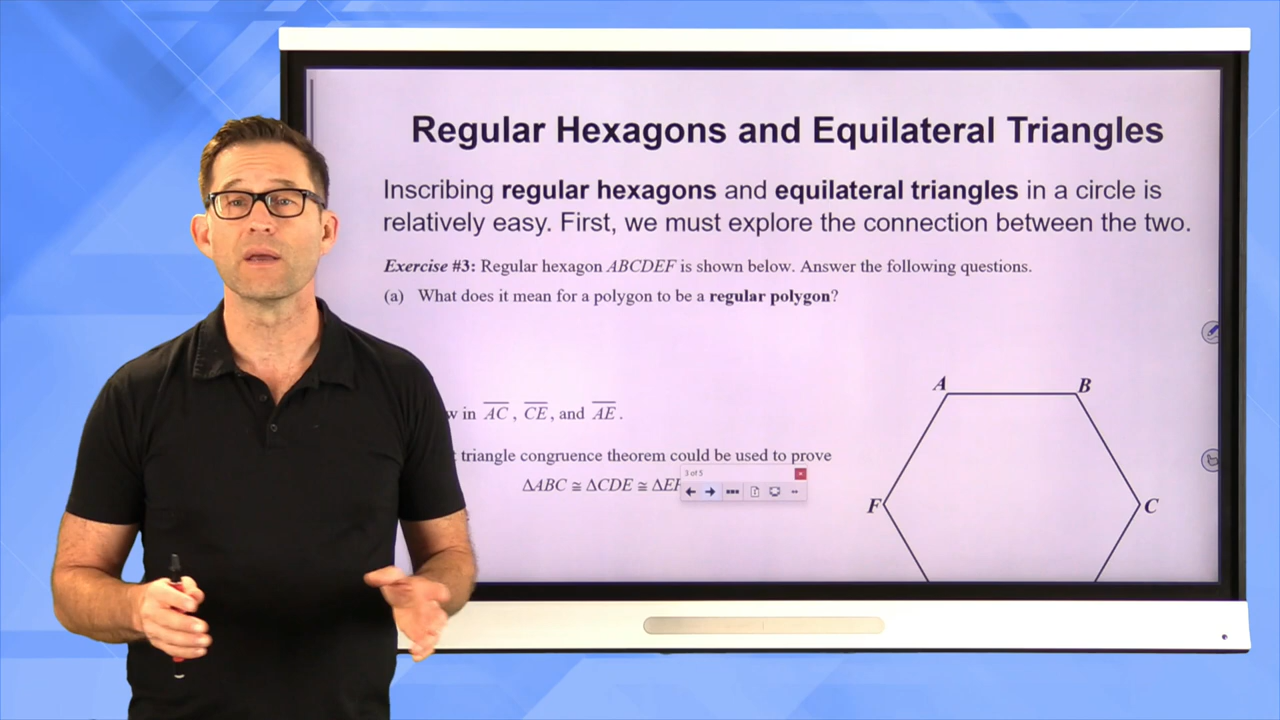 Regular Hexagons and Equilateral Triangles
Inscribing regular hexagons and equilateral triangles in a circle is
relatively easy. First, we must explore the connection between the two.
Exercise #3: Regular hexagon ABCDEF is shown below. Answer the following questions.
(a) What does it mean for a polygon to be a regular polygon?
A B
in AC, CE, and AE.
triangle congruence theorem could be used to prove
3 of 5
ΔABC ≅ ΔCDE ≅
F C